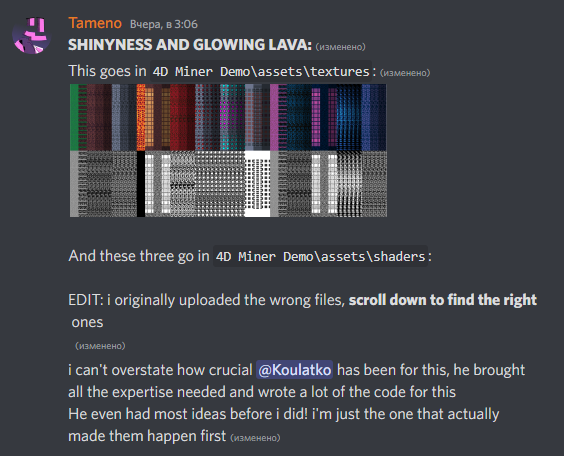 Tameno Вчера, в 3:06
SHINYNESS AND GLOWING LAVA: (изменено)
This goes in 4D Miner Demo\assets\textures: (изменено)
And these three go in 4D Miner Demo\assets\shaders:
EDIT: i originally uploaded the wrong files, scroll down to find the right
ones
(изменено)
i can't overstate how crucial @Koulatko has been for this, he brought
all the expertise needed and wrote a lot of the code for this
He even had most ideas before i did! i'm just the one that actually
made them happen first (изменено)